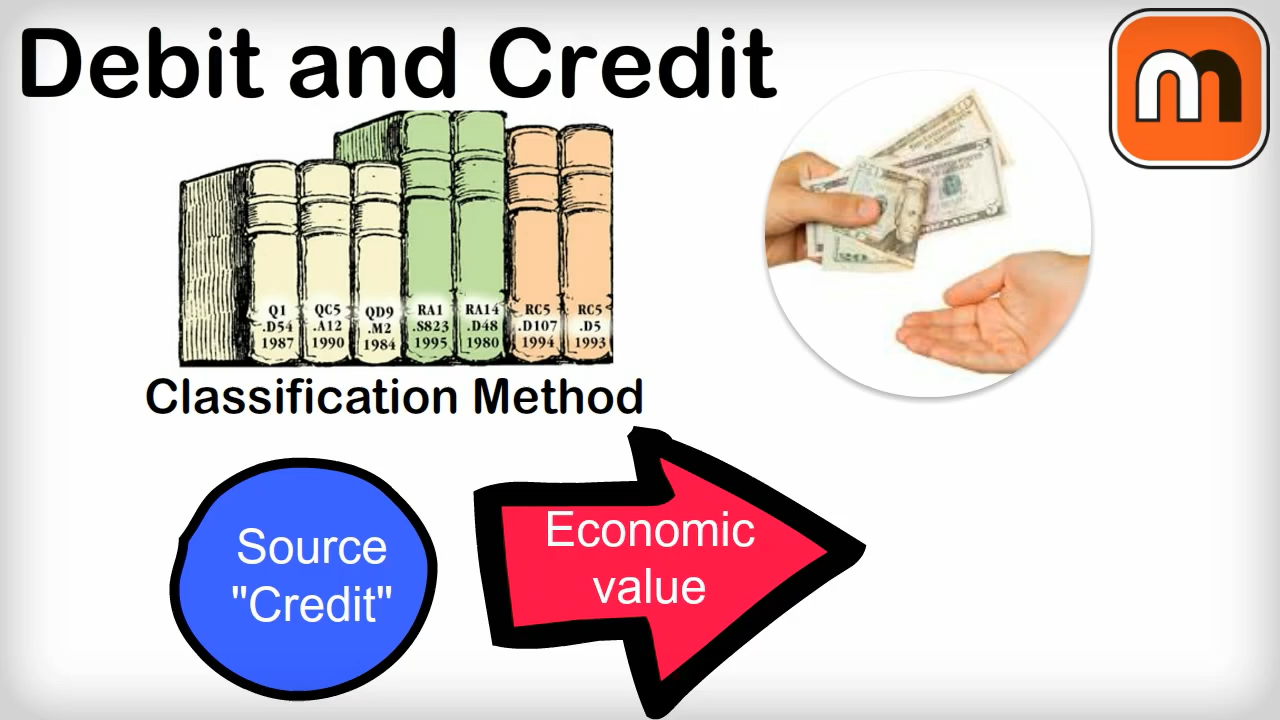 Debit and Credit
m
Q1 .D54 1987
QC5 .A12 1990
QD9 .M2 1984
RA1 .S823 1995
RA14 .D48 1980
RC5 .D107 1994
RC5 .D5 1993
Classification Method
Source
"Credit"
Economic
value